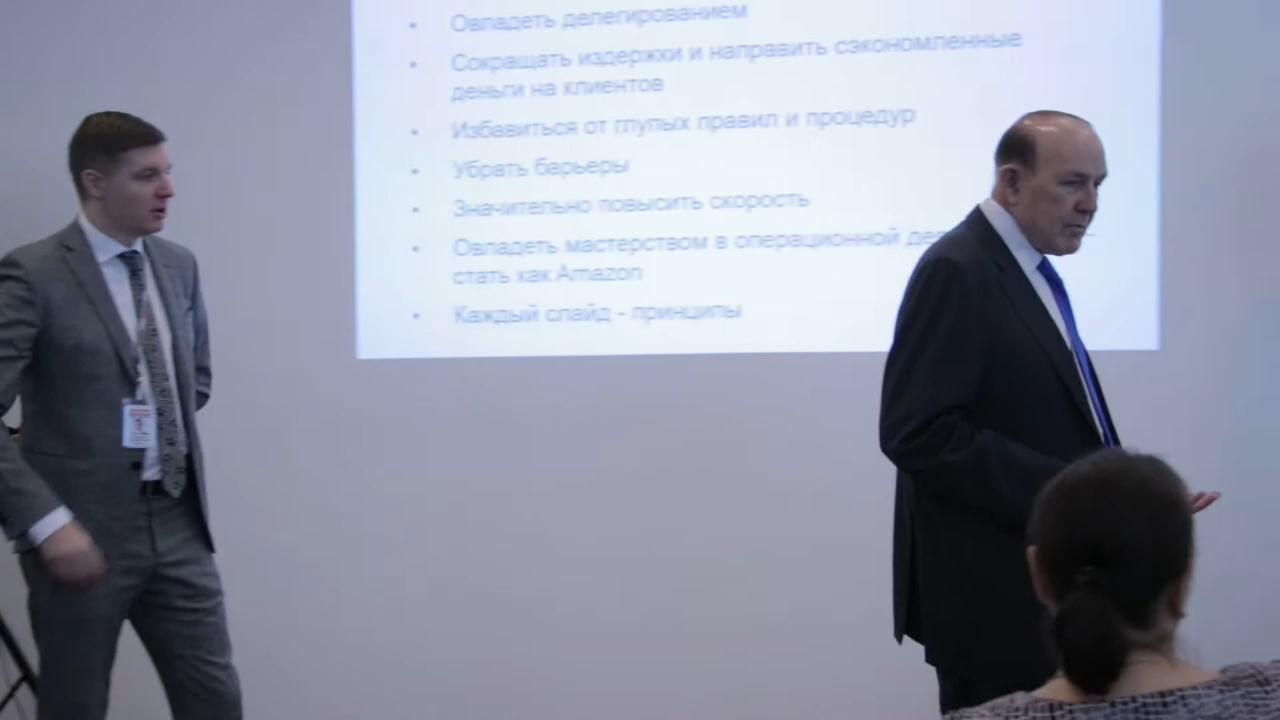 Овладеть делегированием
Сокращать издержки и направить сэкономленные
деньги на клиентов
Избавиться от глупых правил и процедур
Убрать барьеры
Значительно повысить скорость
Овладеть мастерством в операционной
стать как Amazon
Каждый слайд - принципы